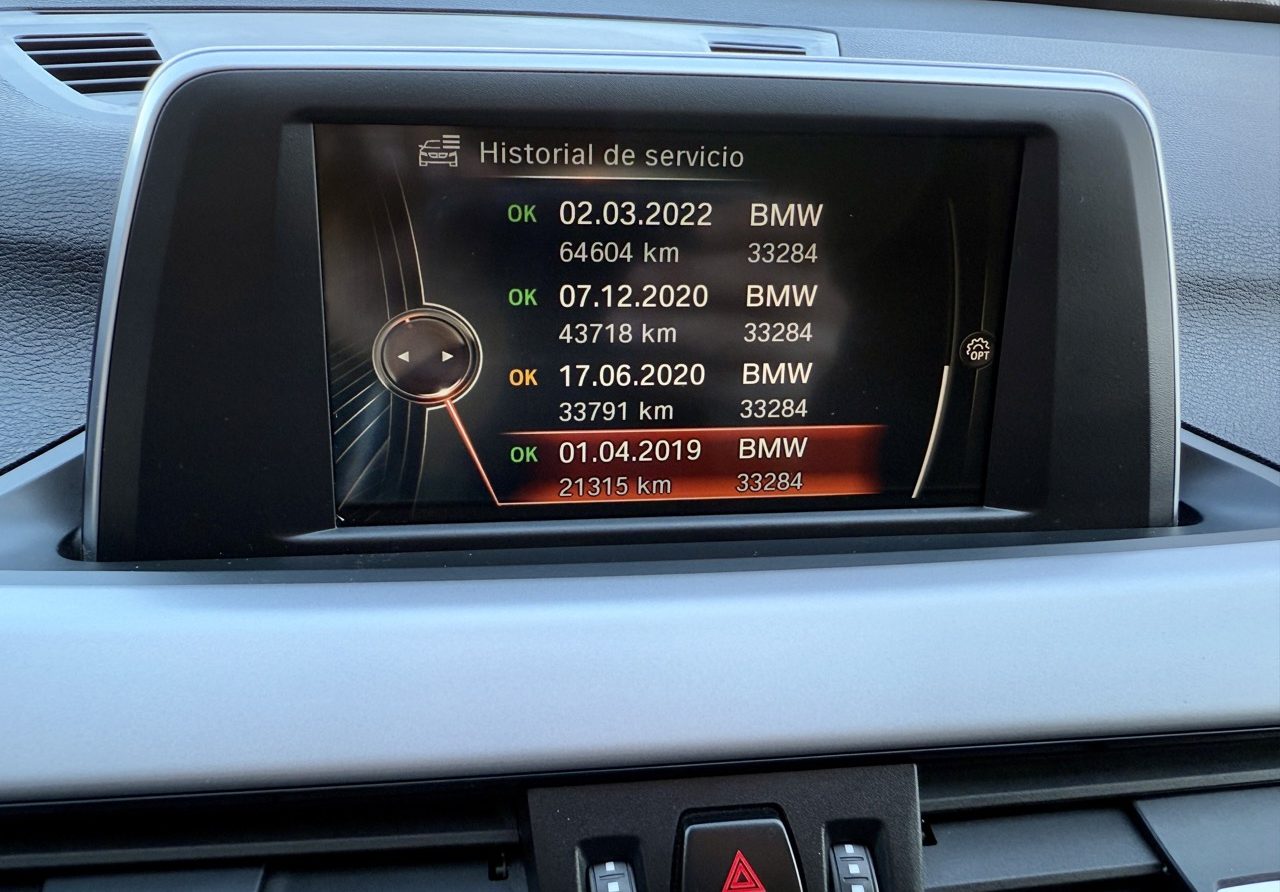 Historial de servicio
OK 02.03.2022 BMW
64604 km 33284
OK 07.12.2020 BMW
43718 km 33284
OK 17.06.2020 BMW
33791 km 33284
OK 01.04.2019 BMW
21315 km 33284
OPT